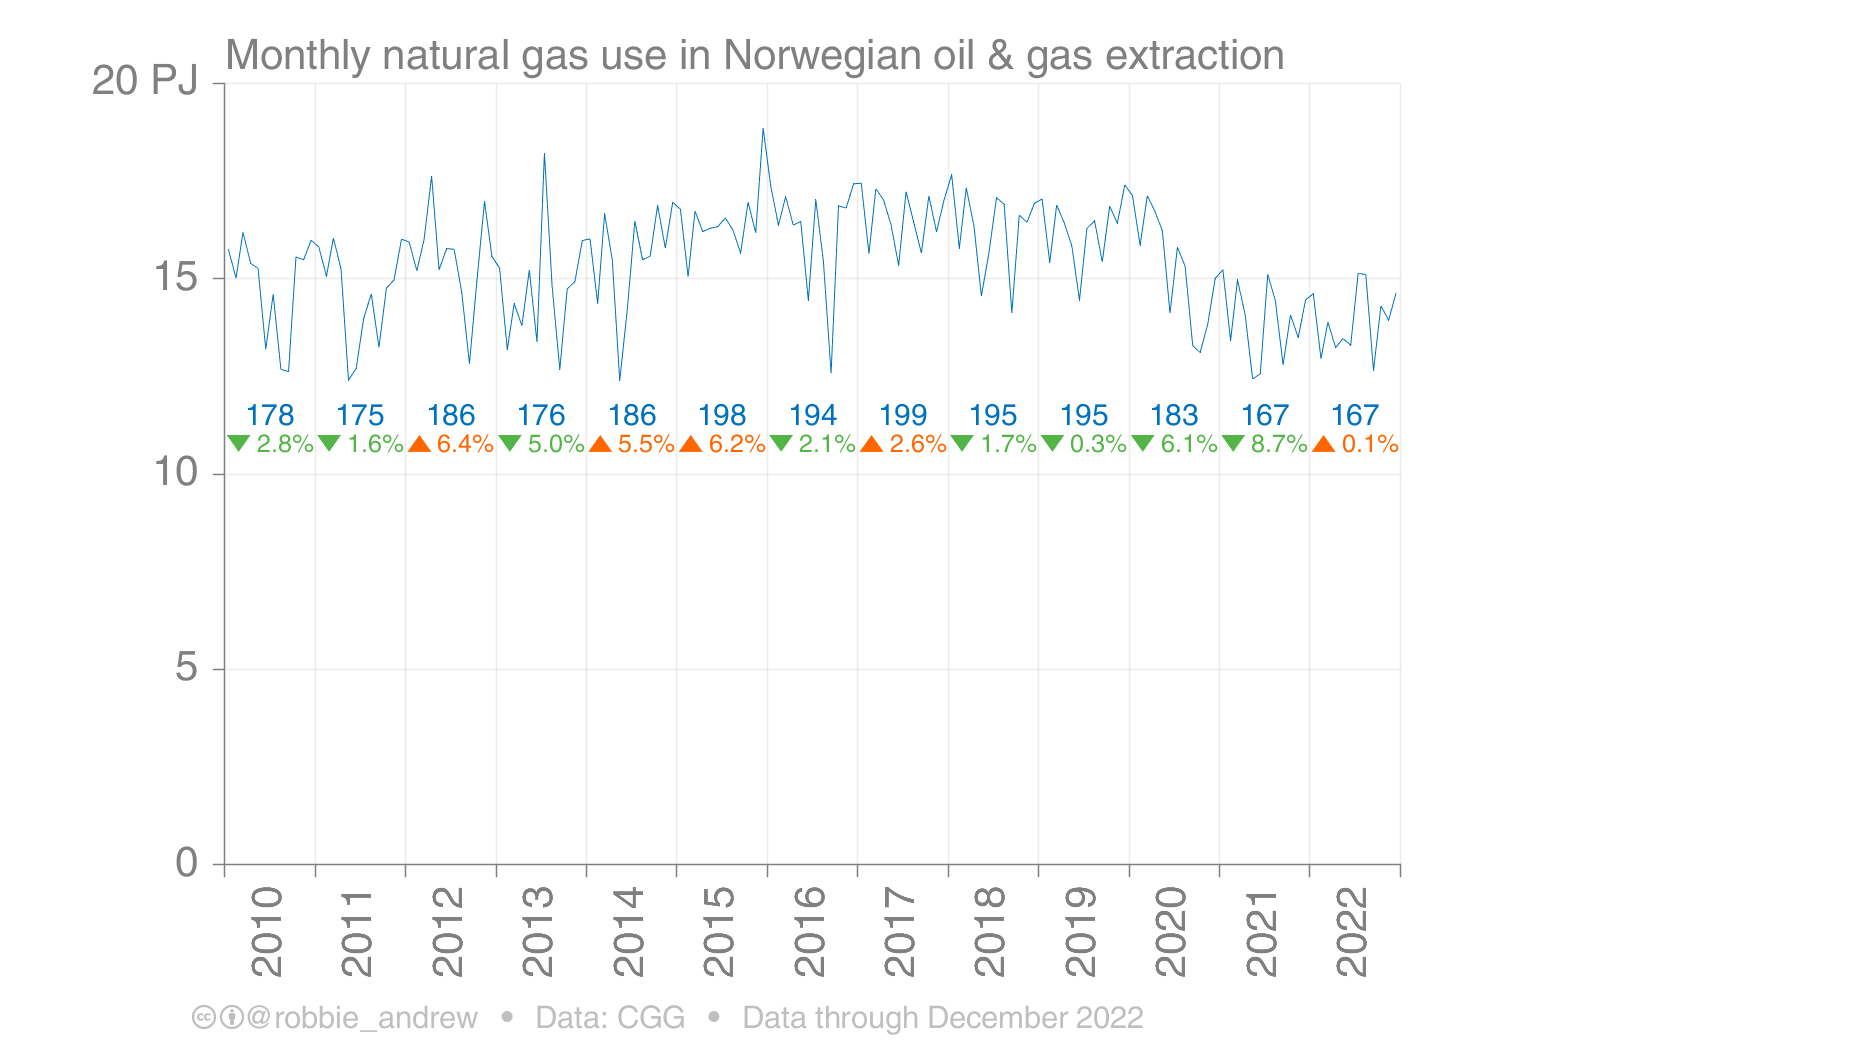 Monthly natural gas use in Norwegian oil & gas extraction
20 PJ
15
10
5
0
178 175 186 176 186 198 194 199 195 195 183 167 167
▼ 2.8% ▼ 1.6% ▲ 6.4% ▼ 5.0% ▲ 5.5% ▲ 6.2% ▼ 2.1% ▲ 2.6% ▼ 1.7% ▼ 0.3% ▼ 6.1% ▼ 8.7% ▲ 0.1%
2010 2011 2012 2013 2014 2015 2016 2017 2018 2019 2020 2021 2022
cc @robbie_andrew • Data: CGG • Data through December 2022